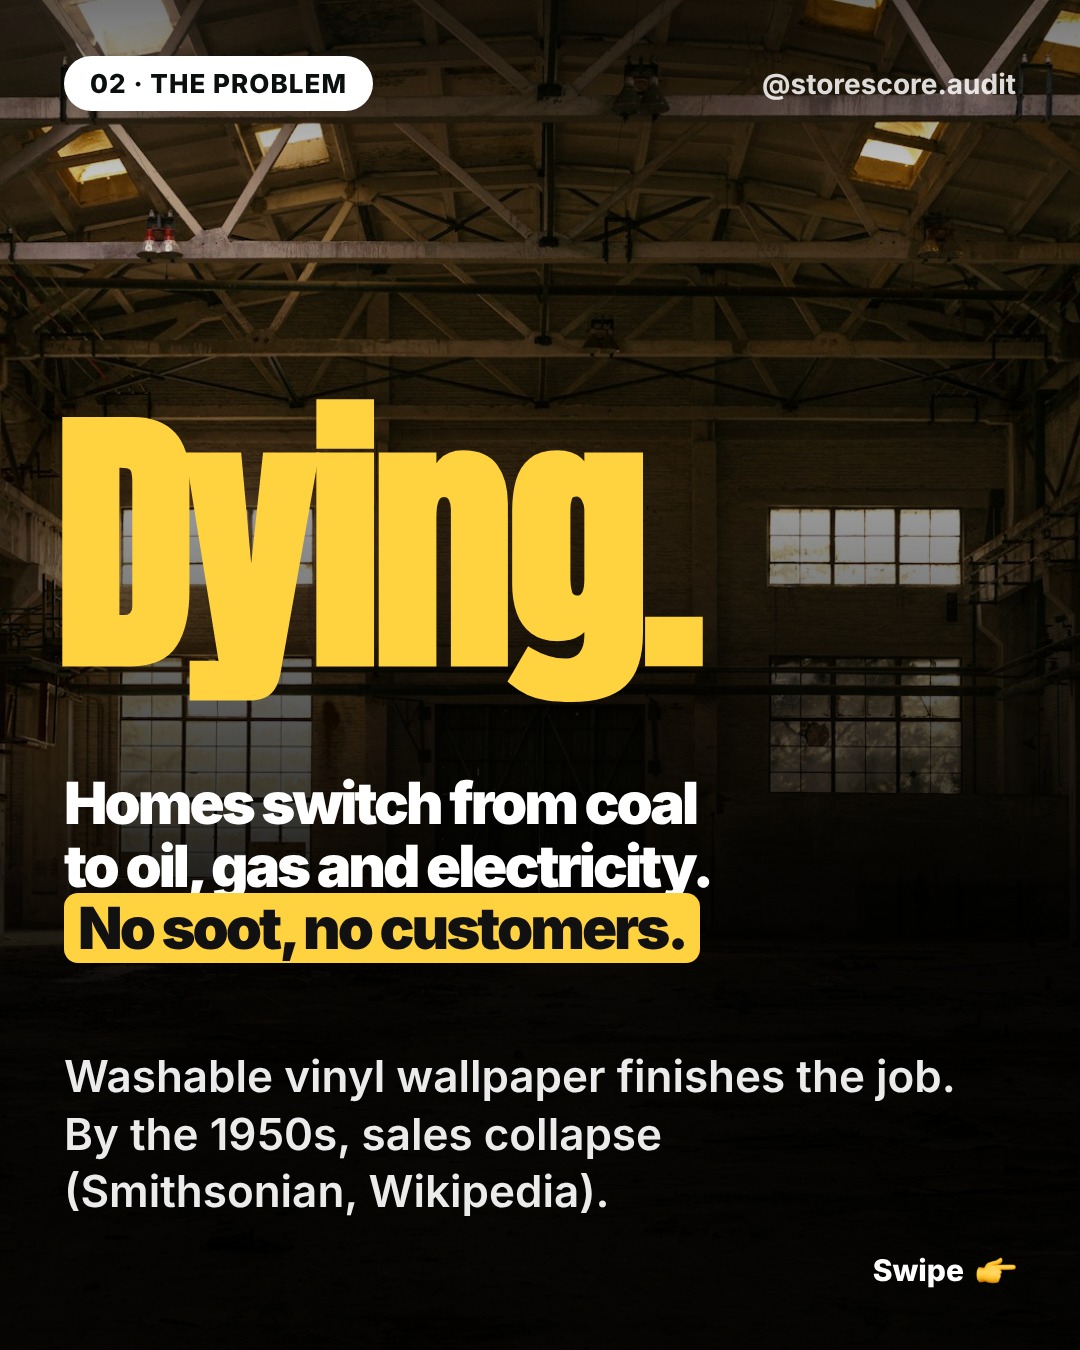 02 · THE PROBLEM
@storescore.audit
Dying.
Homes switch from coal
to oil, gas and electricity.
No soot, no customers.
Washable vinyl wallpaper finishes the job.
By the 1950s, sales collapse
(Smithsonian, Wikipedia).
Swipe 👉